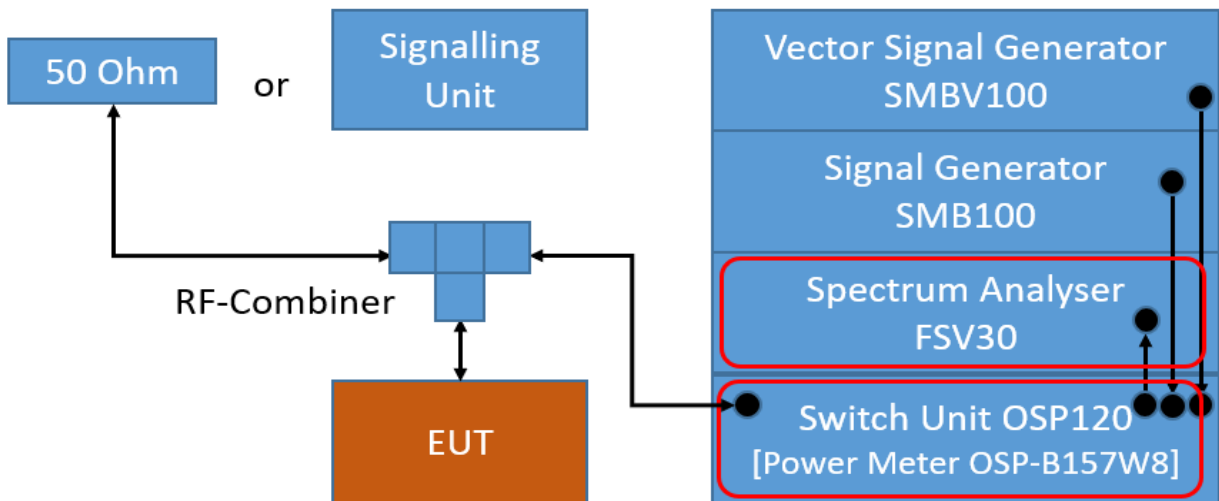 50 Ohm
or
Signalling
Unit
Vector Signal Generator
SMBV100
Signal Generator
SMB100
RF-Combiner
Spectrum Analyser
FSV30
EUT
Switch Unit OSP120
[Power Meter OSP-B157W8]